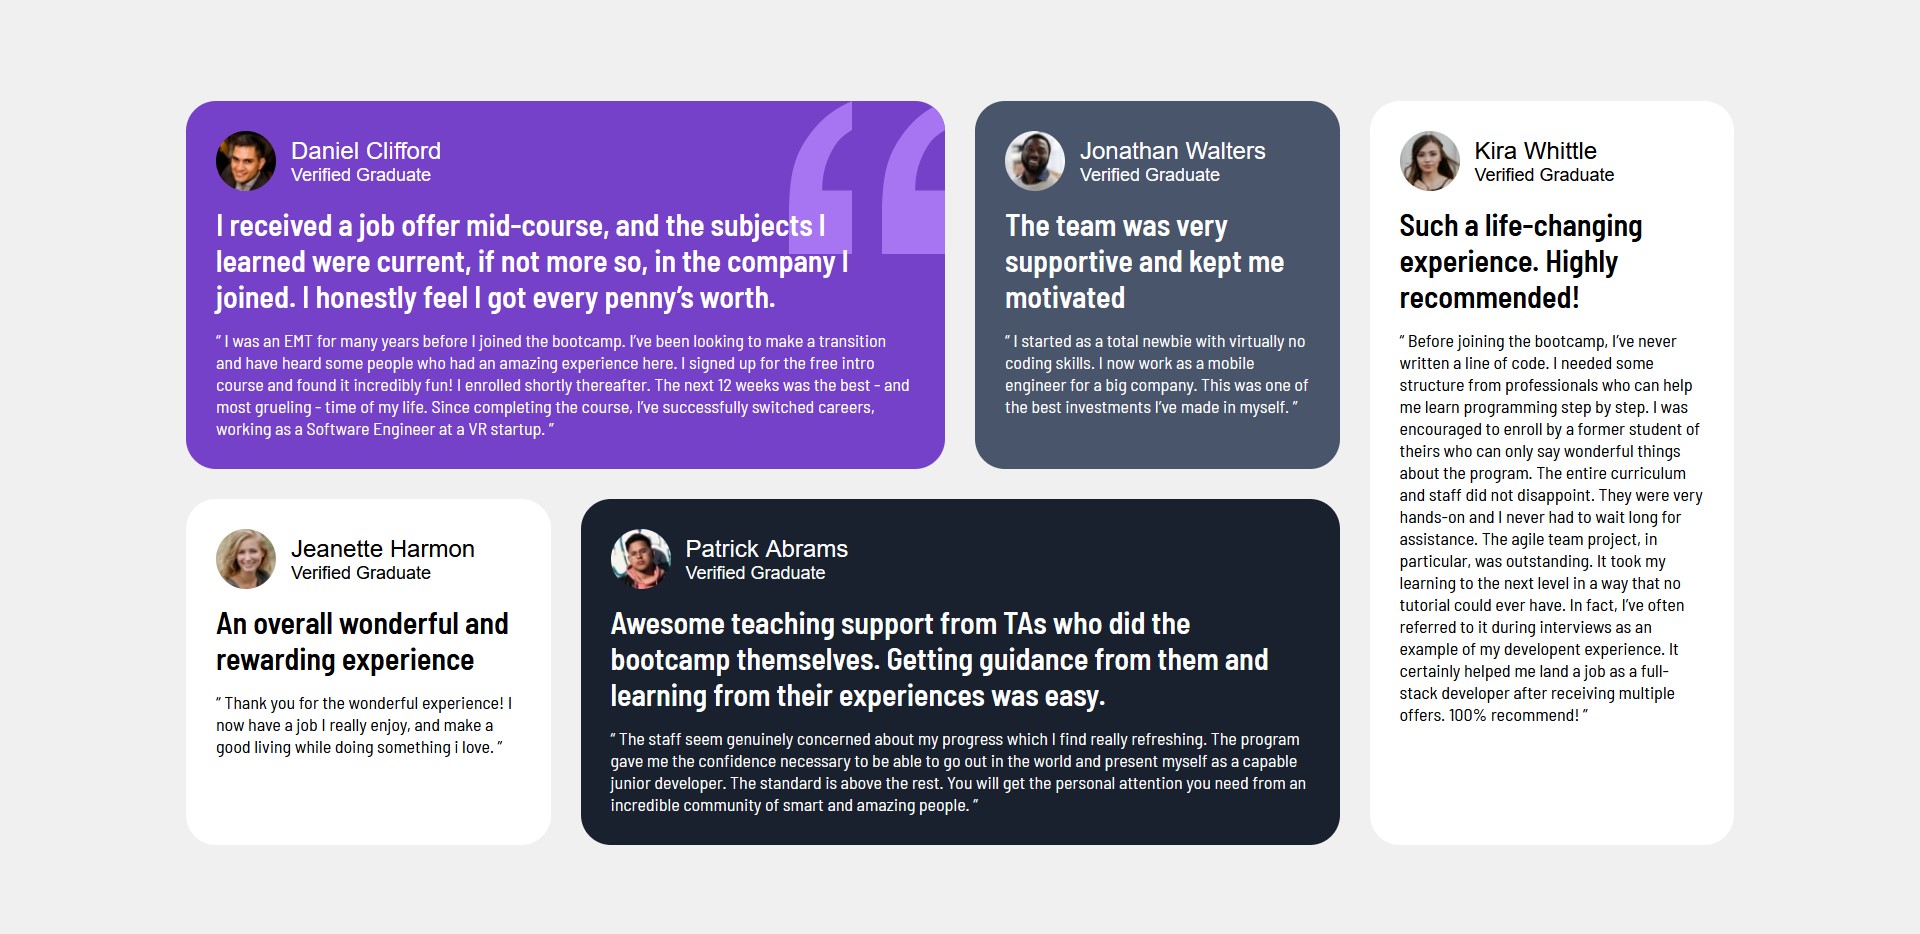 Daniel Clifford
Verified Graduate
I received a job offer mid-course, and the subjects I
learned were current, if not more so, in the company I
joined. I honestly feel I got every penny’s worth.
“ I was an EMT for many years before I joined the bootcamp. I’ve been looking to make a transition
and have heard some people who had an amazing experience here. I signed up for the free intro
course and found it incredibly fun! I enrolled shortly thereafter. The next 12 weeks was the best - and
most grueling - time of my life. Since completing the course, I’ve successfully switched careers,
working as a Software Engineer at a VR startup. ”
Jonathan Walters
Verified Graduate
The team was very
supportive and kept me
motivated
“ I started as a total newbie with virtually no
coding skills. I now work as a mobile
engineer for a big company. This was one of
the best investments I’ve made in myself. ”
Kira Whittle
Verified Graduate
Such a life-changing
experience. Highly
recommended!
“ Before joining the bootcamp, I’ve never
written a line of code. I needed some
structure from professionals who can help
me learn programming step by step. I was
encouraged to enroll by a former student of
theirs who can only say wonderful things
about the program. The entire curriculum
and staff did not disappoint. They were very
hands-on and I never had to wait long for
assistance. The agile team project, in
particular, was outstanding. It took my
learning to the next level in a way that no
tutorial could ever have. In fact, I’ve often
referred to it during interviews as an
example of my developent experience. It
certainly helped me land a job as a full-
stack developer after receiving multiple
offers. 100% recommend! ”
Jeanette Harmon
Verified Graduate
An overall wonderful and
rewarding experience
“ Thank you for the wonderful experience! I
now have a job I really enjoy, and make a
good living while doing something i love. ”
Patrick Abrams
Verified Graduate
Awesome teaching support from TAs who did the
bootcamp themselves. Getting guidance from them and
learning from their experiences was easy.
“ The staff seem genuinely concerned about my progress which I find really refreshing. The program
gave me the confidence necessary to be able to go out in the world and present myself as a capable
junior developer. The standard is above the rest. You will get the personal attention you need from an
incredible community of smart and amazing people. ”